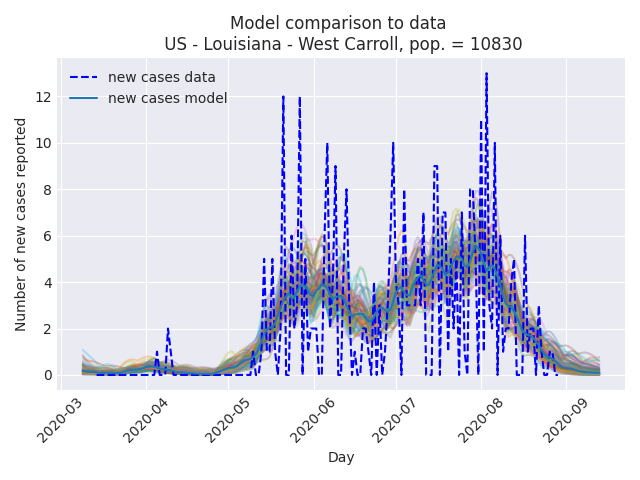 Model comparison to data
US - Louisiana - West Carroll, pop. = 10830
new cases data
new cases model
Number of new cases reported
12
10
8
6
4
2
0
2020-03
2020-04
2020-05
2020-06
2020-07
2020-08
2020-09
Day